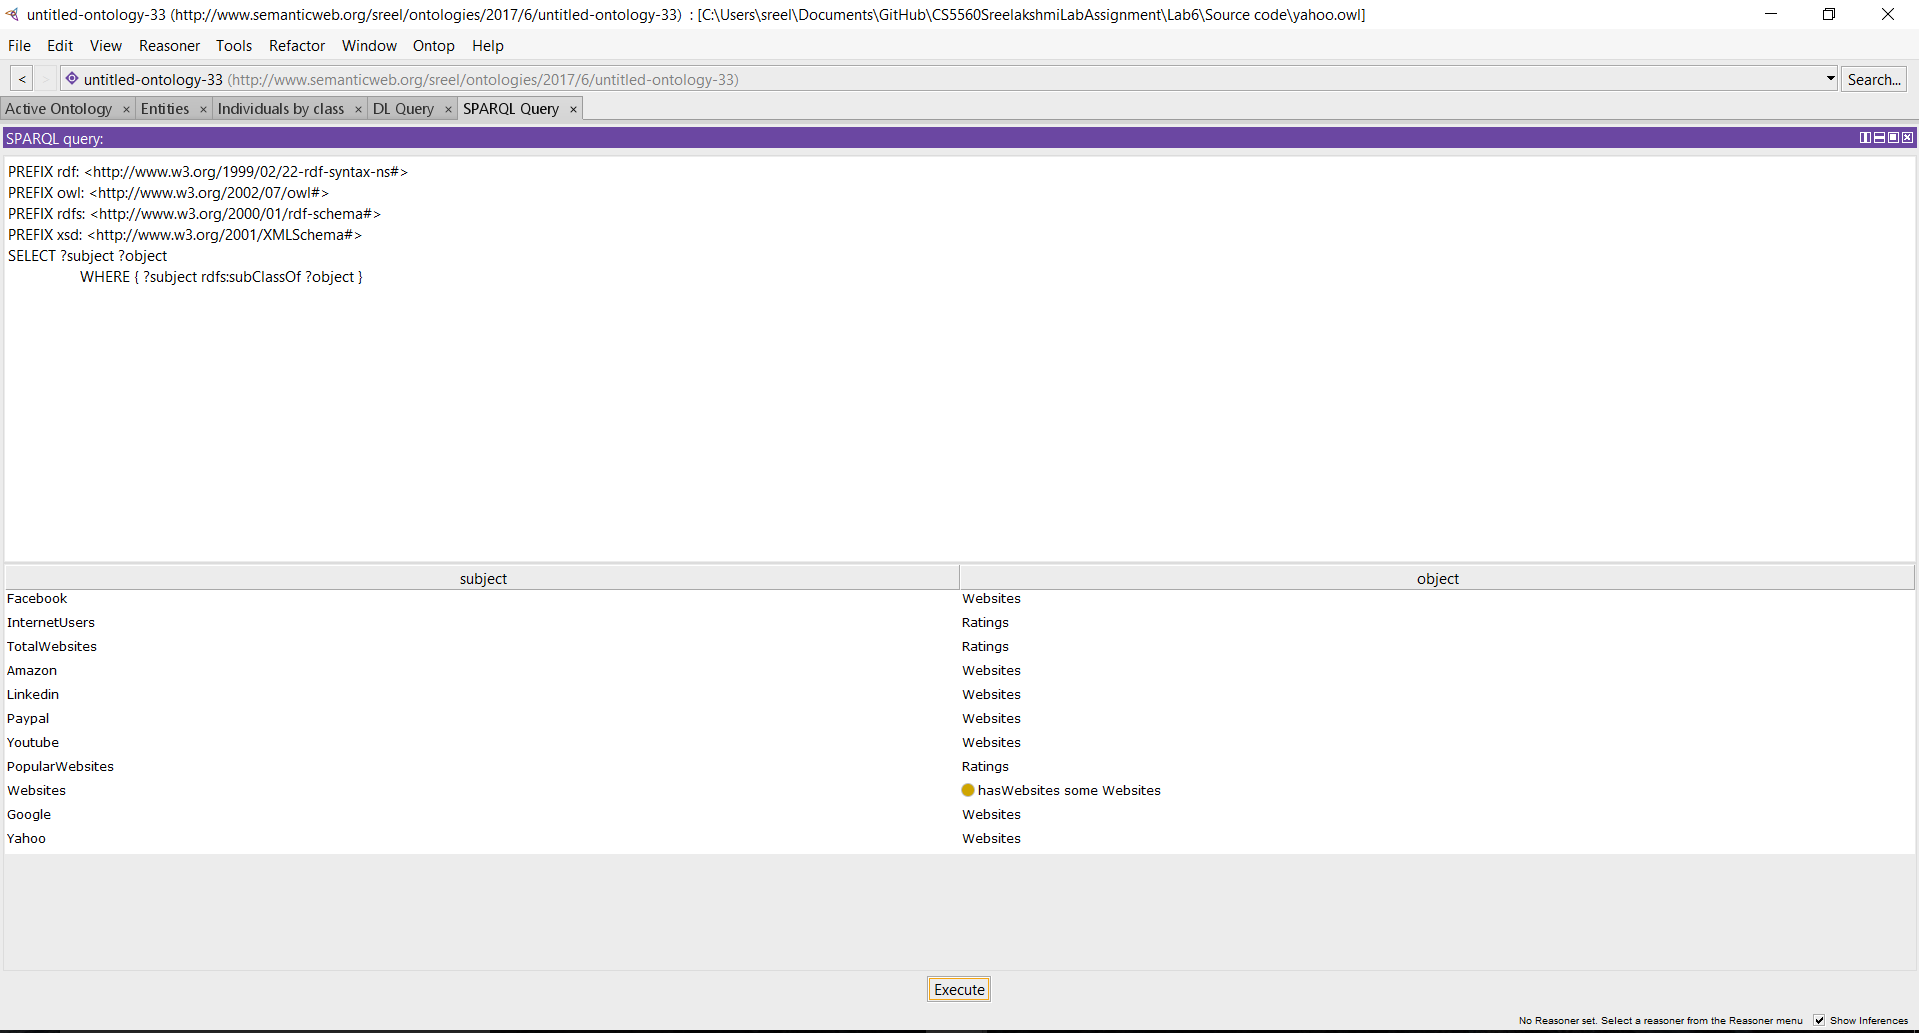 untitled-ontology-33 (http://www.semanticweb.org/sreel/ontologies/2017/6/untitled-ontology-33) : [C:\Users\sreel\Documents\GitHub\CS5560SreelakshmiLabAssignment\Lab6\Source code\yahoo.owl]
File Edit View Reasoner Tools Refactor Window Ontop Help
< > untitled-ontology-33 (http://www.semanticweb.org/sreel/ontologies/2017/6/untitled-ontology-33) Search...
Active Ontology × Entities × Individuals by class × DL Query × SPARQL Query ×
SPARQL query:
PREFIX rdf: <http://www.w3.org/1999/02/22-rdf-syntax-ns#>
PREFIX owl: <http://www.w3.org/2002/07/owl#>
PREFIX rdfs: <http://www.w3.org/2000/01/rdf-schema#>
PREFIX xsd: <http://www.w3.org/2001/XMLSchema#>
SELECT ?subject ?object
WHERE { ?subject rdfs:subClassOf ?object }
subject object
Facebook Websites
InternetUsers Ratings
TotalWebsites Ratings
Amazon Websites
Linkedin Websites
Paypal Websites
Youtube Websites
PopularWebsites Ratings
Websites hasWebsites some Websites
Google Websites
Yahoo Websites
Execute
No Reasoner set. Select a reasoner from the Reasoner menu Show Inferences